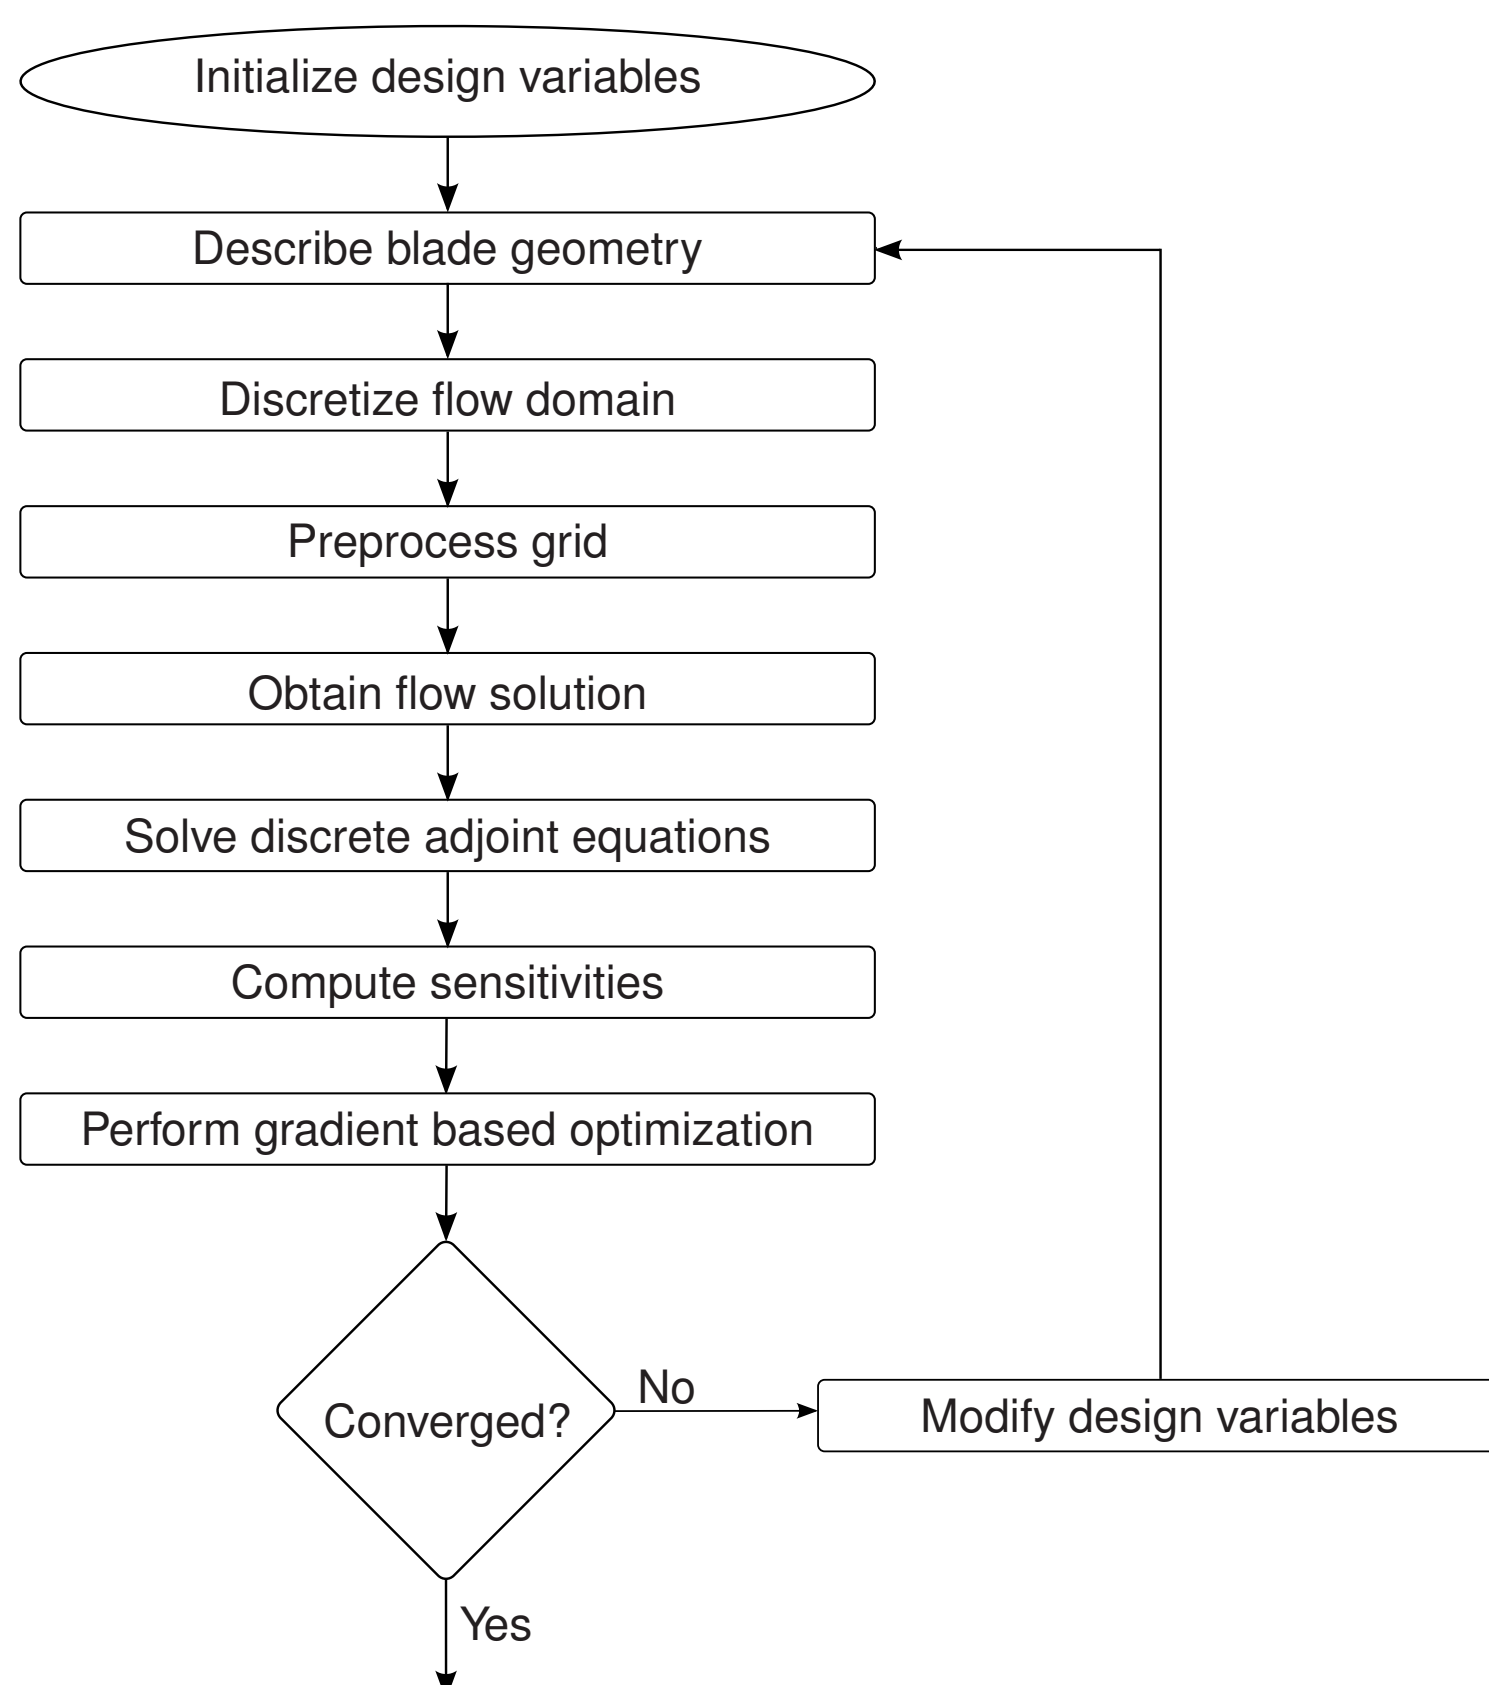 Initialize design variables
Describe blade geometry
Discretize flow domain
Preprocess grid
Obtain flow solution
Solve discrete adjoint equations
Compute sensitivities
Perform gradient based optimization
No
Converged?
Modify design variables
Yes